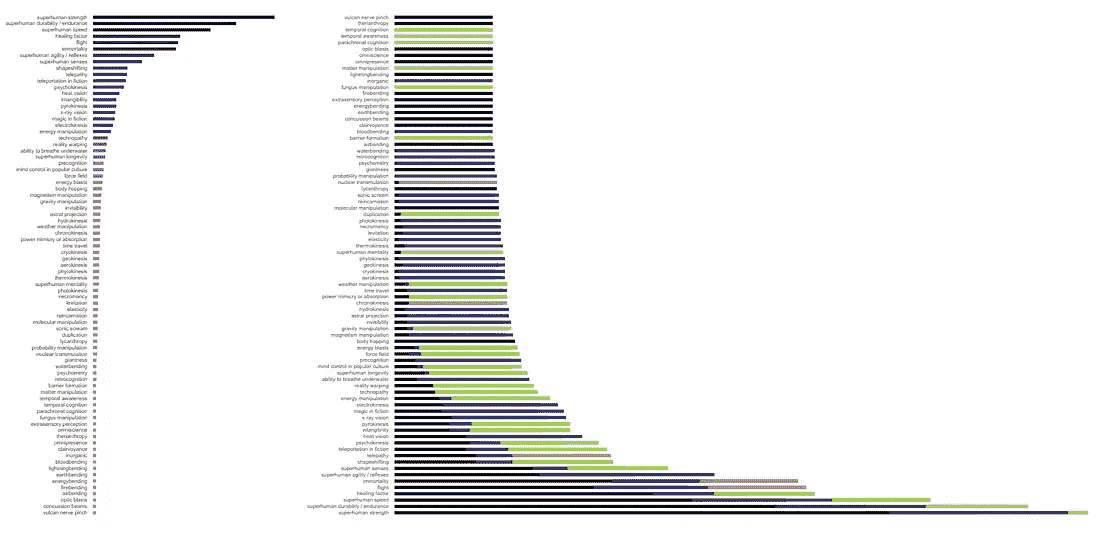 superhuman strength
superhuman durability / endurance
superhuman speed
healing factor
flight
immortality
superhuman agility / reflexes
superhuman senses
shapeshifting
telepathy
teleportation in fiction
psychokinesis
heat vision
intangibility
pyrokinesis
x-ray vision
magic in fiction
electrokinesis
energy manipulation
technopathy
reality warping
ability to breathe underwater
superhuman longevity
precognition
mind control in popular culture
force field
energy blasts
body hopping
magnetism manipulation
gravity manipulation
invisibility
astral projection
hydrokinesis
weather manipulation
chronokinesis
power mimicry or absorption
time travel
cryokinesis
geokinesis
aerokinesis
phytokinesis
thermokinesis
superhuman mentality
photokinesis
necromancy
levitation
elasticity
reincarnation
molecular manipulation
sonic scream
duplication
lycanthropy
probability manipulation
nuclear transmutation
giantness
waterbending
psychometry
retrocognition
barrier formation
matter manipulation
temporal awareness
temporal cognition
parachronal cognition
fungus manipulation
extrasensory perception
omniscience
therianthropy
omnipresence
clairvoyance
inorganic
bloodbending
lightningbending
earthbending
energybending
firebending
airbending
optic blasts
concussion beams
vulcan nerve pinch
vulcan nerve pinch
therianthropy
temporal cognition
temporal awareness
parachronal cognition
optic blasts
omniscience
omnipresence
matter manipulation
lightningbending
inorganic
fungus manipulation
firebending
extrasensory perception
energybending
earthbending
concussion beams
clairvoyance
bloodbending
barrier formation
airbending
waterbending
retrocognition
psychometry
giantness
probability manipulation
nuclear transmutation
lycanthropy
sonic scream
reincarnation
molecular manipulation
duplication
photokinesis
necromancy
levitation
elasticity
thermokinesis
superhuman mentality
phytokinesis
geokinesis
cryokinesis
aerokinesis
weather manipulation
time travel
power mimicry or absorption
chronokinesis
hydrokinesis
astral projection
invisibility
gravity manipulation
magnetism manipulation
body hopping
energy blasts
force field
precognition
mind control in popular culture
superhuman longevity
ability to breathe underwater
reality warping
technopathy
energy manipulation
electrokinesis
magic in fiction
x-ray vision
pyrokinesis
intangibility
heat vision
psychokinesis
teleportation in fiction
telepathy
shapeshifting
superhuman senses
superhuman agility / reflexes
immortality
flight
healing factor
superhuman speed
superhuman durability / endurance
superhuman strength